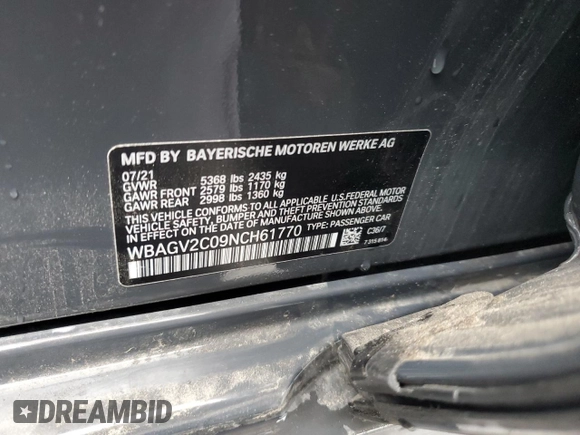 MFD BY BAYERISCHE MOTOREN WERKE AG
07/21
GVWR 5368 lbs 2435 kg
GAWR FRONT 2579 lbs 1170 kg
GAWR REAR 2998 lbs 1360 kg
THIS VEHICLE CONFORMS TO ALL APPLICABLE U.S.FEDERAL MOTOR
VEHICLE SAFETY, BUMPER, AND THEFT PREVENTION
STANDARDS IN EFFECT ON THE DATE OF MANUFACTURE SHOWN ABOVE.
WBAGV2C09NCH61770 TYPE: PASSENGER CAR
C36/7
DREAMBID